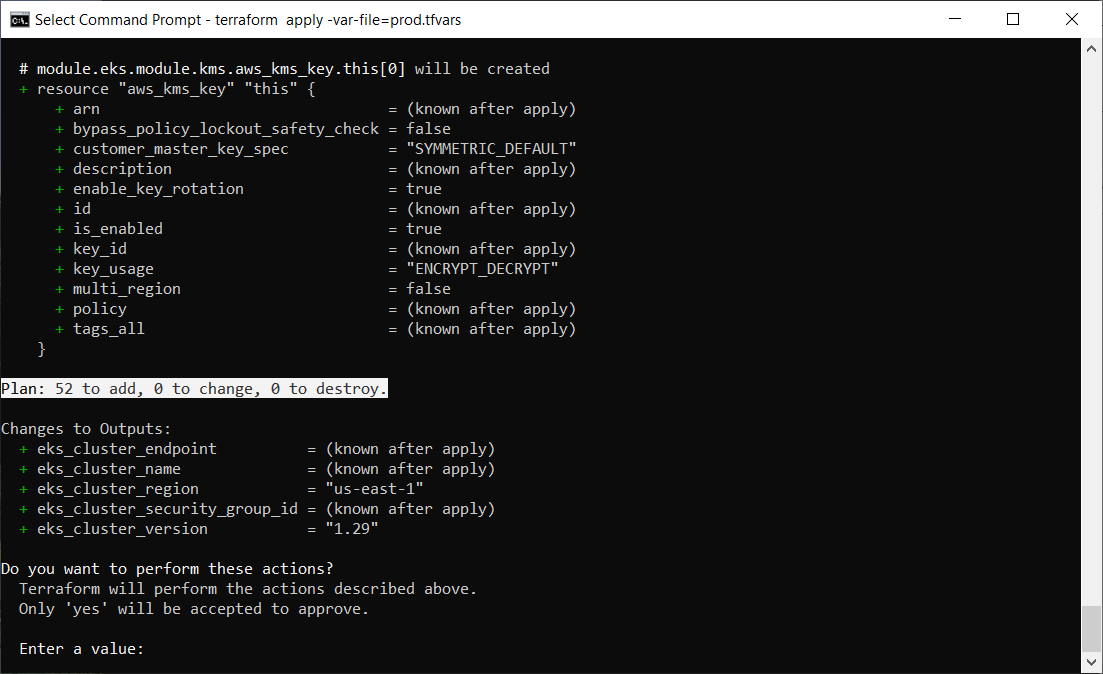 Select Command Prompt - terraform  apply -var-file=prod.tfvars
# module.eks.module.kms.aws_kms_key.this[0] will be created
+ resource "aws_kms_key" "this" {
+ arn                                = (known after apply)
+ bypass_policy_lockout_safety_check = false
+ customer_master_key_spec           = "SYMMETRIC_DEFAULT"
+ description                        = (known after apply)
+ enable_key_rotation                = true
+ id                                 = (known after apply)
+ is_enabled                         = true
+ key_id                             = (known after apply)
+ key_usage                          = "ENCRYPT_DECRYPT"
+ multi_region                       = false
+ policy                             = (known after apply)
+ tags_all                           = (known after apply)
}
Plan: 52 to add, 0 to change, 0 to destroy.
Changes to Outputs:
+ eks_cluster_endpoint          = (known after apply)
+ eks_cluster_name              = (known after apply)
+ eks_cluster_region            = "us-east-1"
+ eks_cluster_security_group_id = (known after apply)
+ eks_cluster_version           = "1.29"
Do you want to perform these actions?
Terraform will perform the actions described above.
Only 'yes' will be accepted to approve.
Enter a value: